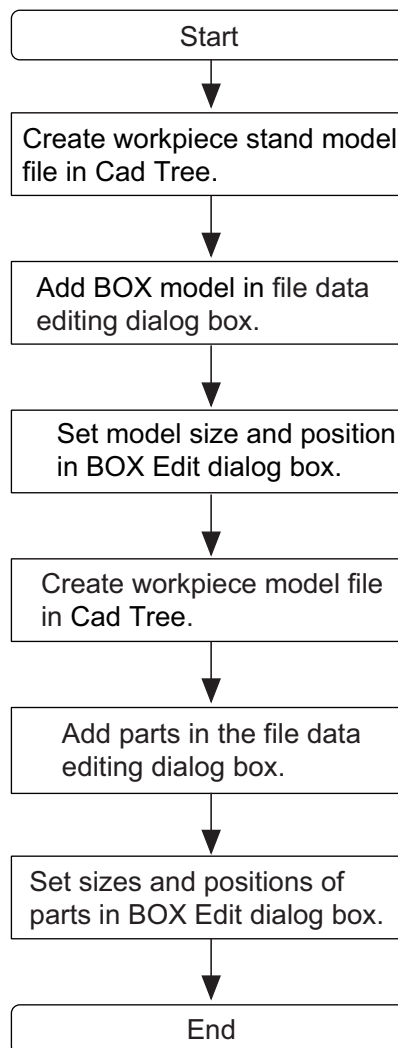 Start
Create workpiece stand model
file in Cad Tree.
Add BOX model in file data
editing dialog box.
Set model size and position
in BOX Edit dialog box.
Create workpiece model file
in Cad Tree.
Add parts in the file data
editing dialog box.
Set sizes and positions of
parts in BOX Edit dialog box.
End